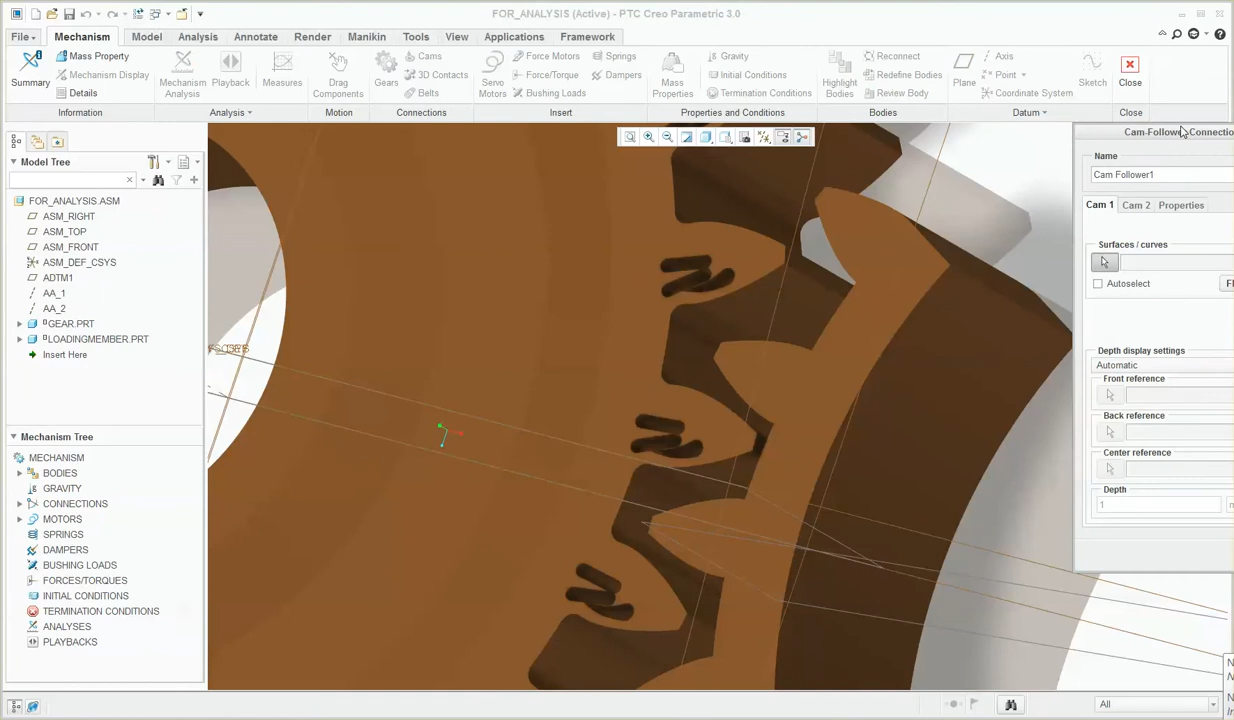 FOR_ANALYSIS (Active) - PTC Creo Parametric 3.0
File
Mechanism
Model
Analysis
Annotate
Render
Manikin
Tools
View
Applications
Framework
Summary
Mass Property
Mechanism Display
Details
Information
Mechanism
Analysis
Playback
Measures
Analysis
Drag
Components
Motion
Gears
Cams
3D Contacts
Belts
Connections
Servo
Motors
Force Motors
Force/Torque
Bushing Loads
Springs
Dampers
Insert
Mass
Properties
Gravity
Initial Conditions
Termination Conditions
Properties and Conditions
Highlight
Bodies
Reconnect
Redefine Bodies
Review Body
Bodies
Plane
Axis
Point
Coordinate System
Sketch
Datum
Close
Close
Model Tree
FOR_ANALYSIS.ASM
ASM_RIGHT
ASM_TOP
ASM_FRONT
ASM_DEF_CSYS
ADTM1
AA_1
AA_2
GEAR.PRT
LOADINGMEMBER.PRT
Insert Here
Mechanism Tree
MECHANISM
BODIES
GRAVITY
CONNECTIONS
MOTORS
SPRINGS
DAMPERS
BUSHING LOADS
FORCES/TORQUES
INITIAL CONDITIONS
TERMINATION CONDITIONS
ANALYSES
PLAYBACKS
Name
Cam Follower1
Cam 1
Cam 2
Properties
Surfaces / curves
Autoselect
Depth display settings
Automatic
Front reference
Back reference
Center reference
Depth
1
All